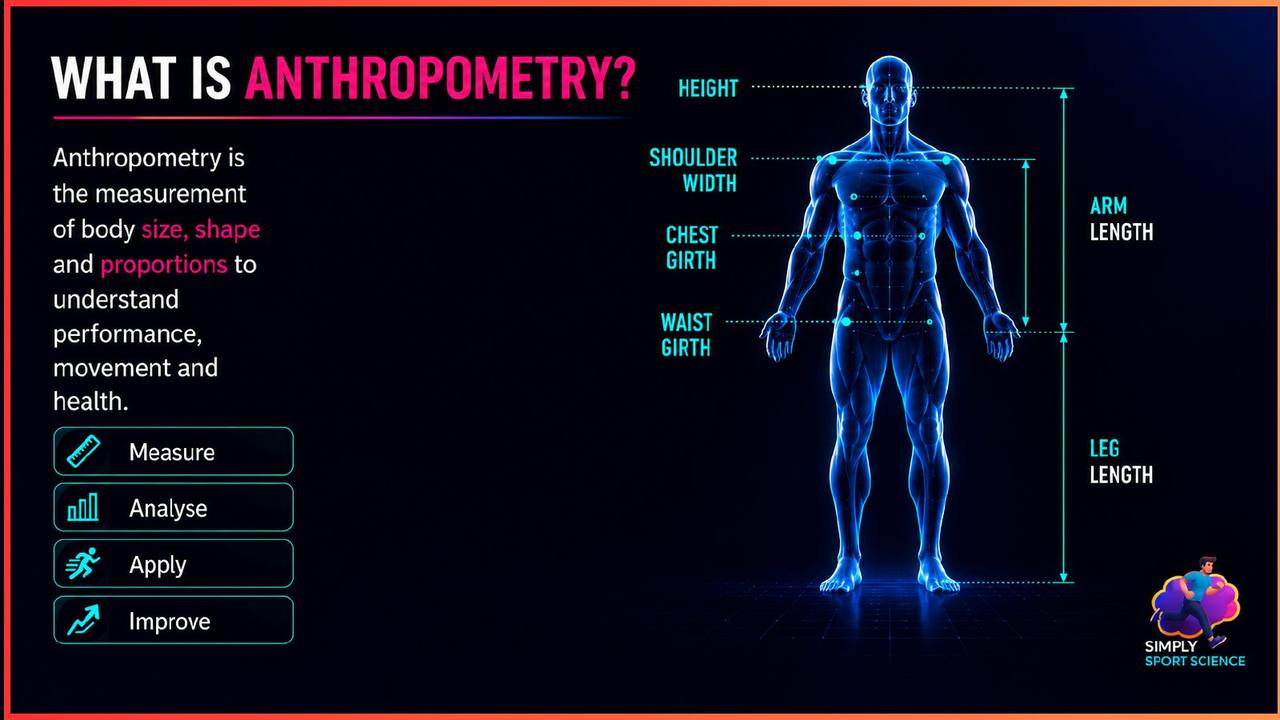 WHAT IS ANTHROPOMETRY?
Anthropometry is
the measurement
of body size, shape
and proportions to
understand
performance,
movement and
health.
Measure
Analyse
Apply
Improve
HEIGHT
SHOULDER
WIDTH
CHEST
GIRTH
WAIST
GIRTH
ARM
LENGTH
LEG
LENGTH
SIMPLY
SPORT SCIENCE